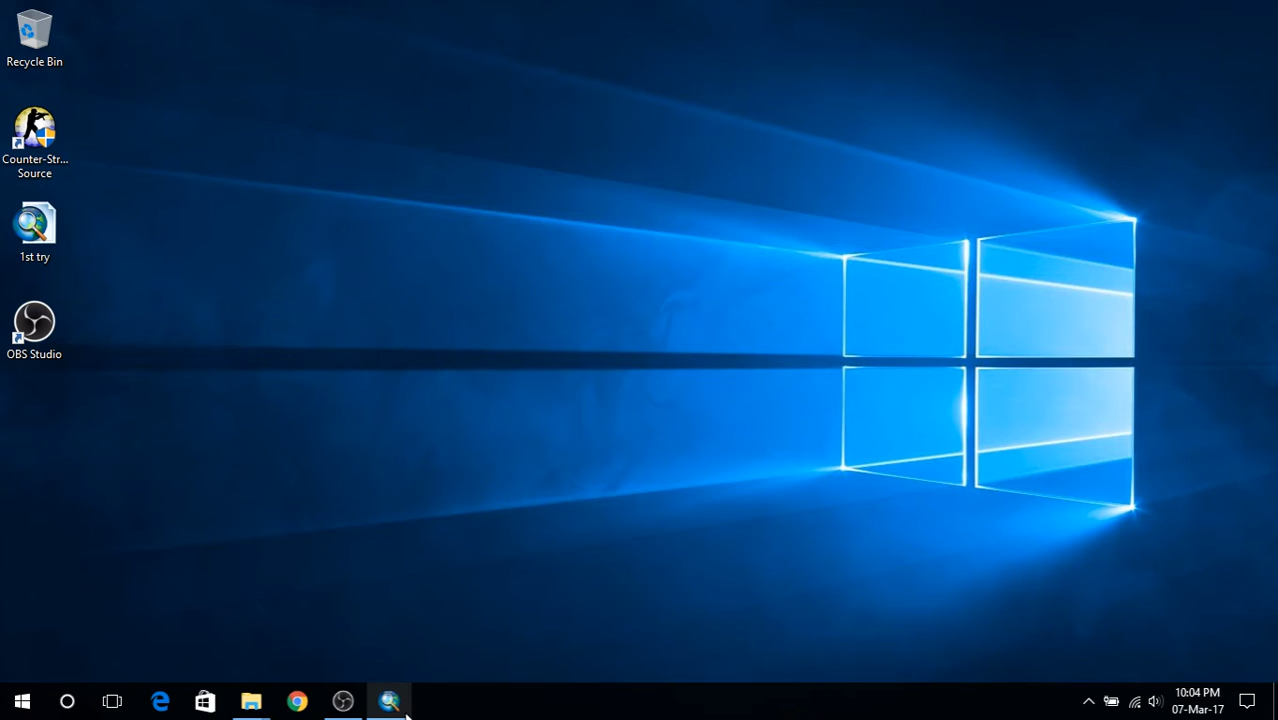 Recycle Bin
Counter-Str...
Source
1st try
OBS Studio
10:04 PM
07-Mar-17